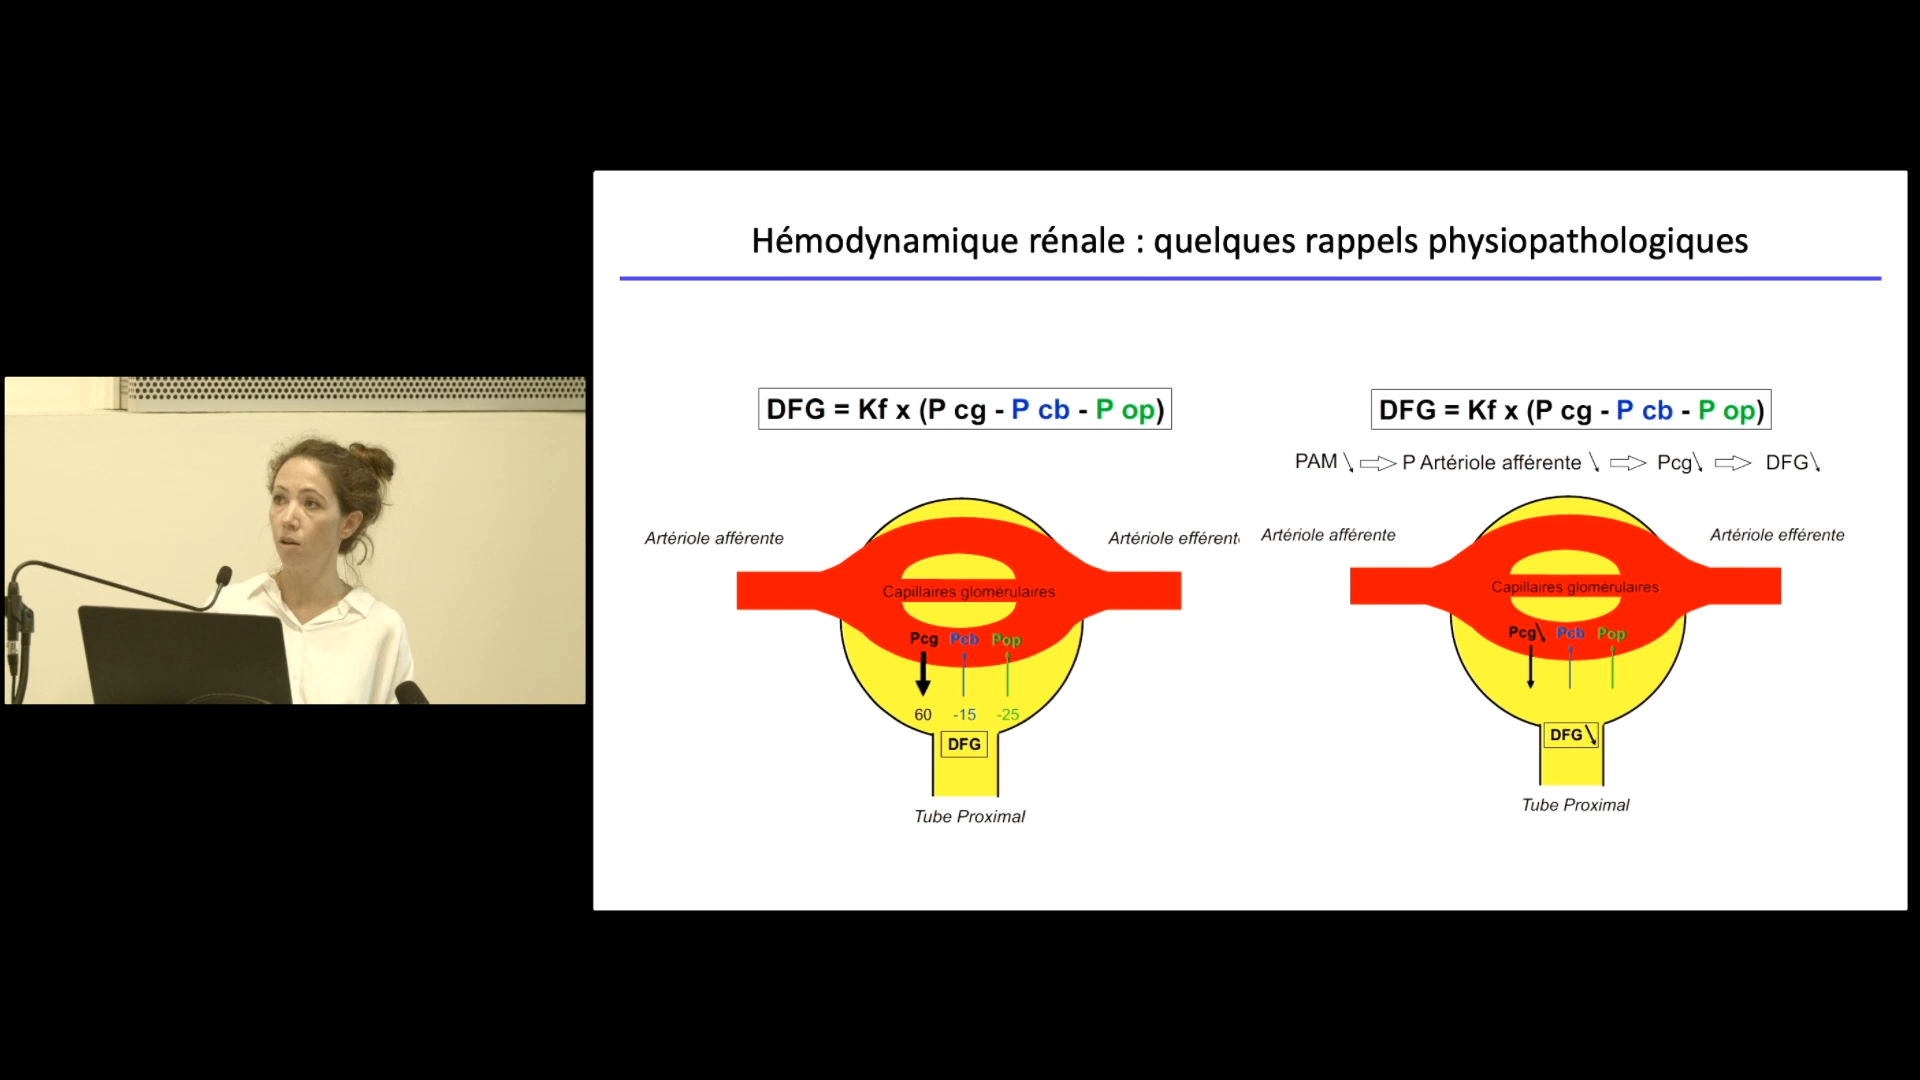 Hémodynamique rénale : quelques rappels physiopathologiques
DFG = Kf x (P cg - P cb - P op)
Artériole afférente
Artériole efférent
Capillaires glomérulaires
Pcg Pcb Pop
60 -15 -25
DFG
Tube Proximal
DFG = Kf x (P cg - P cb - P op)
PAM ↘ ⇨ P Artériole afférente ↘ ⇨ Pcg↘ ⇨ DFG↘
Artériole afférente
Artériole efférente
Capillaires glomérulaires
Pcg↘ Pcb Pop
DFG↘
Tube Proximal